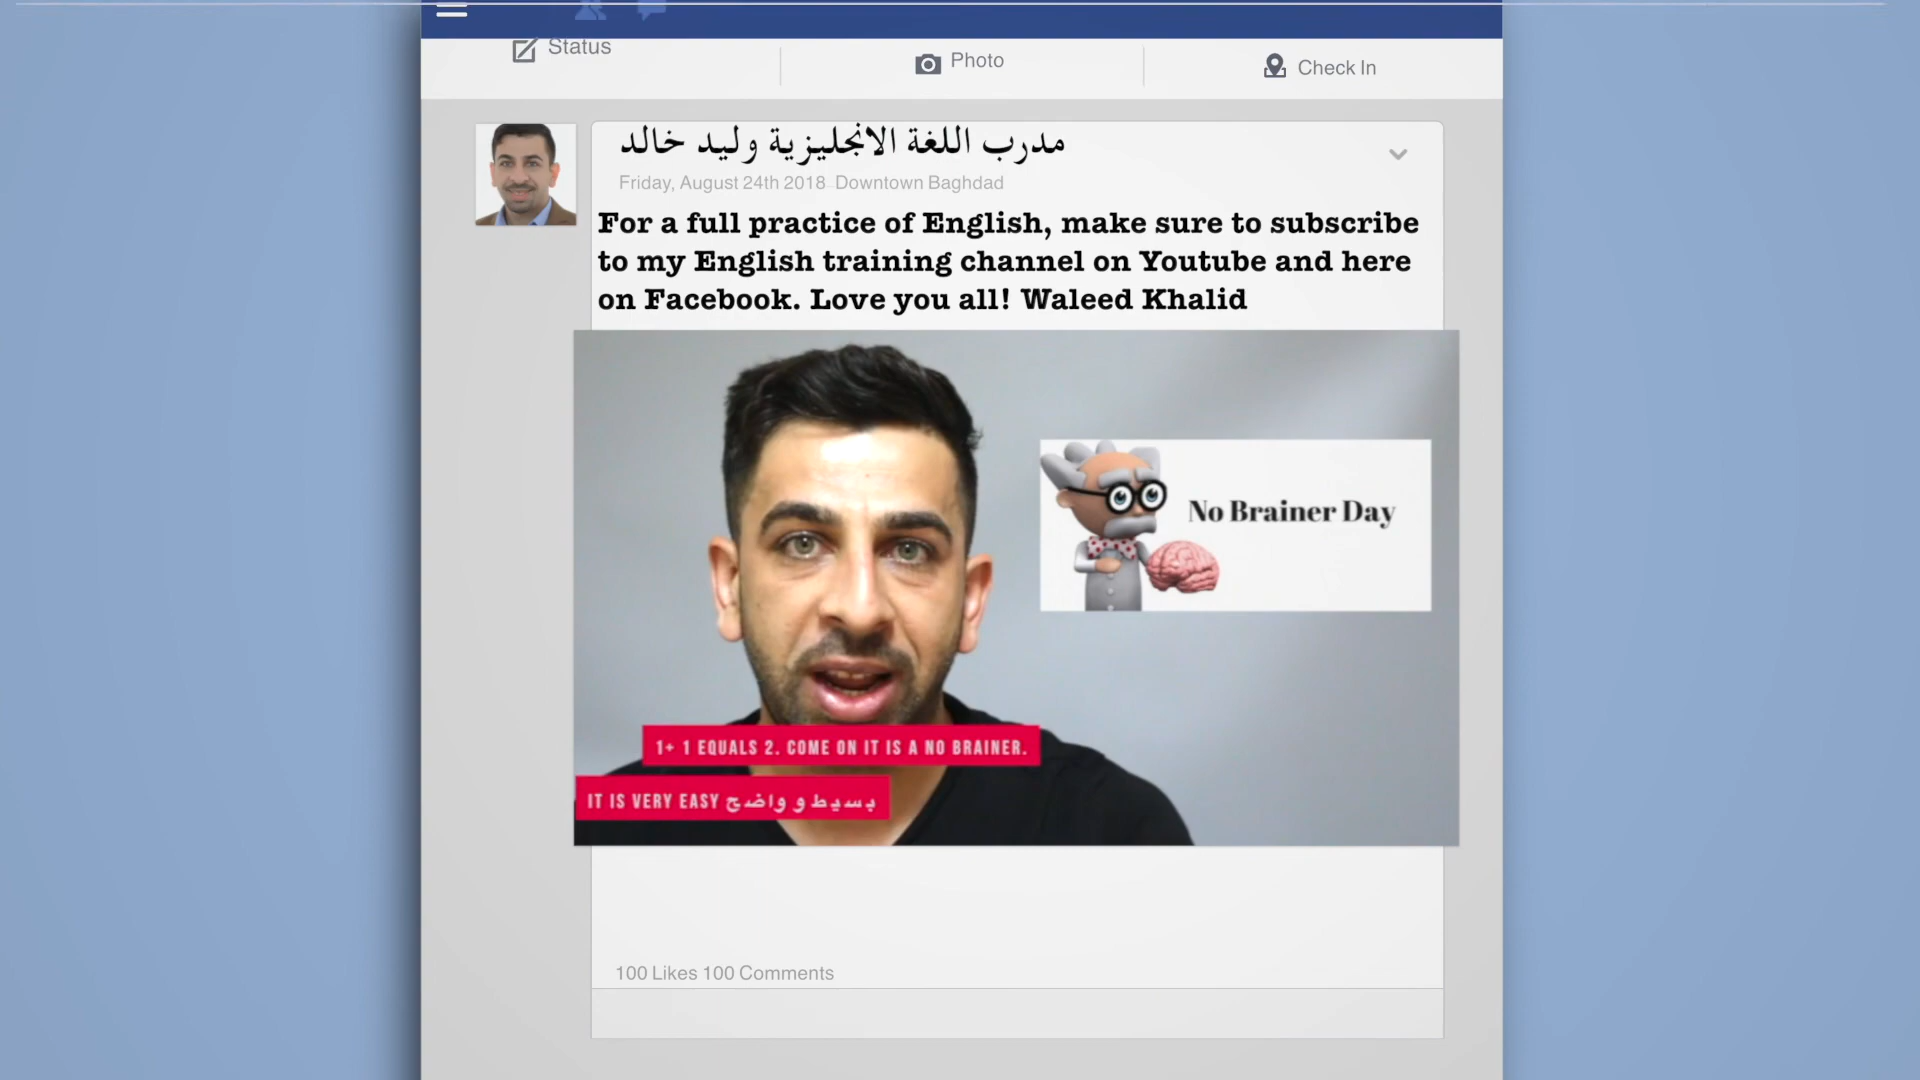 Status
Photo
Check In
مدرب اللغة الانجليزية وليد خالد
Friday, August 24th 2018 Downtown Baghdad
For a full practice of English, make sure to subscribe
to my English training channel on Youtube and here
on Facebook. Love you all! Waleed Khalid
No Brainer Day
1+ 1 EQUALS 2. COME ON IT IS A NO BRAINER.
IT IS VERY EASY بسيط و واضح
100 Likes 100 Comments